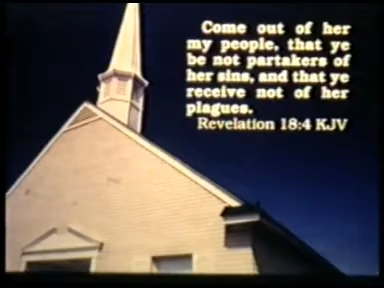 Come out of her
my people, that ye
be not partakers of
her sins, and that ye
receive not of her
plagues.
Revelation 18:4 KJV